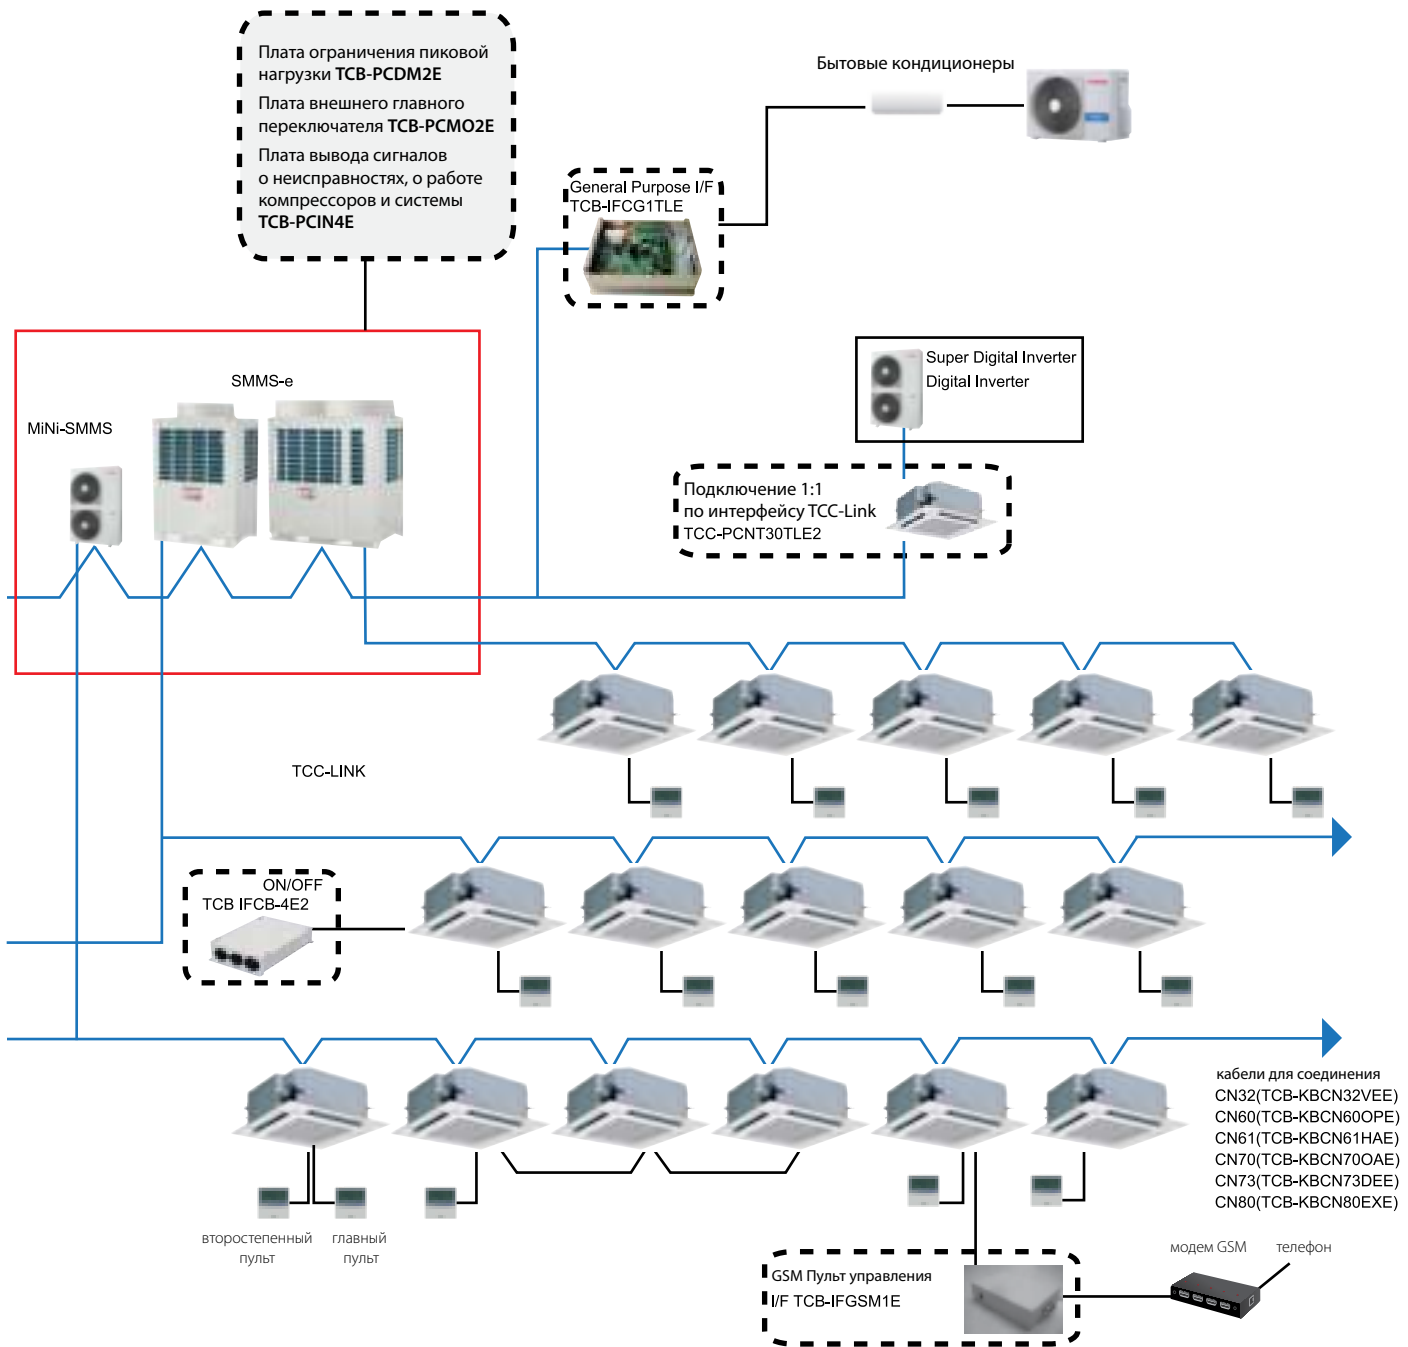 Плата ограничения пиковой
нагрузки TCB-PCDM2E
Плата внешнего главного
переключателя TCB-PCMO2E
Плата вывода сигналов
о неисправностях, о работе
компрессоров и системы
TCB-PCIN4E
Бытовые кондиционеры
General Purpose I/F
TCB-IFCG1TLE
Super Digital Inverter
Digital Inverter
SMMS-e
MiNi-SMMS
Подключение 1:1
по интерфейсу TCC-Link
TCC-PCNT30TLE2
TCC-LINK
ON/OFF
TCB IFCB-4E2
кабели для соединения
CN32(TCB-KBCN32VEE)
CN60(TCB-KBCN60OPE)
CN61(TCB-KBCN61HAE)
CN70(TCB-KBCN70OAE)
CN73(TCB-KBCN73DEE)
CN80(TCB-KBCN80EXE)
второстепенный
пульт
главный
пульт
модем GSM
телефон
GSM Пульт управления
I/F TCB-IFGSM1E